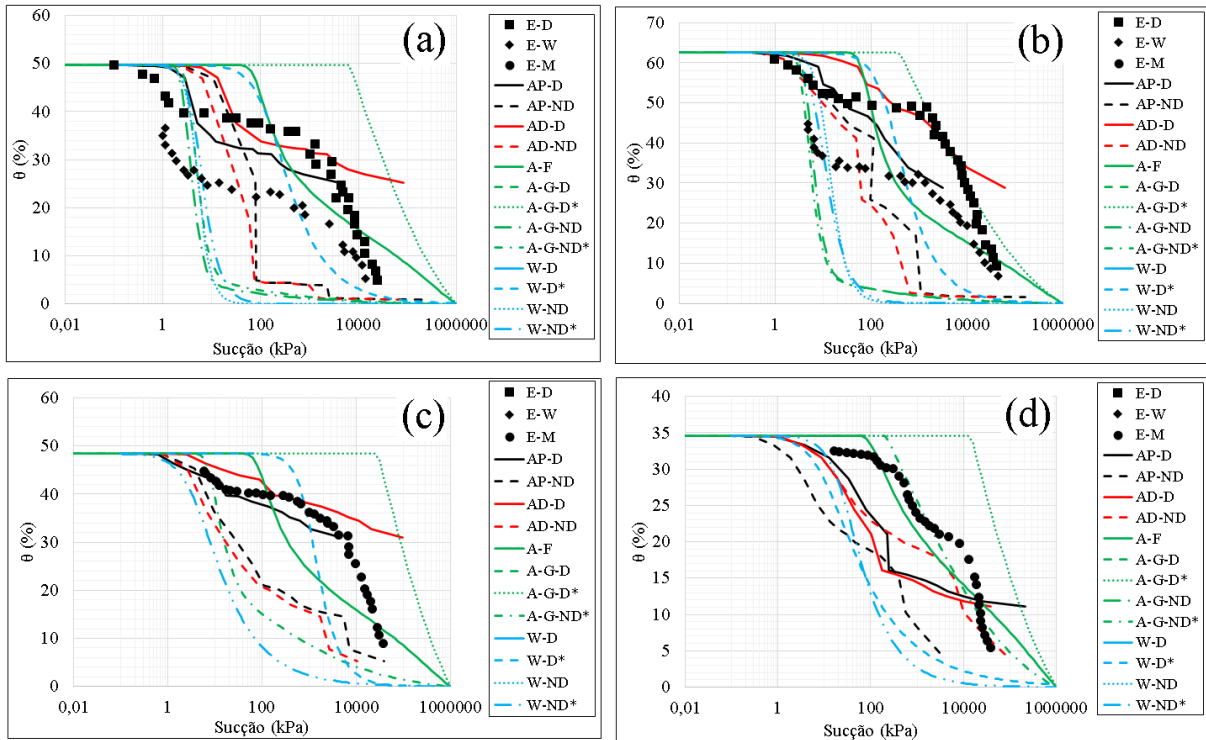 (a)
θ (%)
60
50
40
30
20
10
0
0,01
1
100
10000
1000000
Sucção (kPa)
E-D
E-W
E-M
AP-D
AP-ND
AD-D
AD-ND
A-F
A-G-D
A-G-D*
A-G-ND
A-G-ND*
W-D
W-D*
W-ND
W-ND*
(b)
θ (%)
70
60
50
40
30
20
10
0
0,01
1
100
10000
1000000
Sucção (kPa)
E-D
E-W
E-M
AP-D
AP-ND
AD-D
AD-ND
A-F
A-G-D
A-G-D*
A-G-ND
A-G-ND*
W-D
W-D*
W-ND
W-ND*
(c)
θ (%)
60
50
40
30
20
10
0
0,01
1
100
10000
1000000
Sucção (kPa)
E-D
E-W
E-M
AP-D
AP-ND
AD-D
AD-ND
A-F
A-G-D
A-G-D*
A-G-ND
A-G-ND*
W-D
W-D*
W-ND
W-ND*
(d)
θ (%)
40
35
30
25
20
15
10
5
0
0,01
1
100
10000
1000000
Sucção (kPa)
E-D
E-W
E-M
AP-D
AP-ND
AD-D
AD-ND
A-F
A-G-D
A-G-D*
A-G-ND
A-G-ND*
W-D
W-D*
W-ND
W-ND*